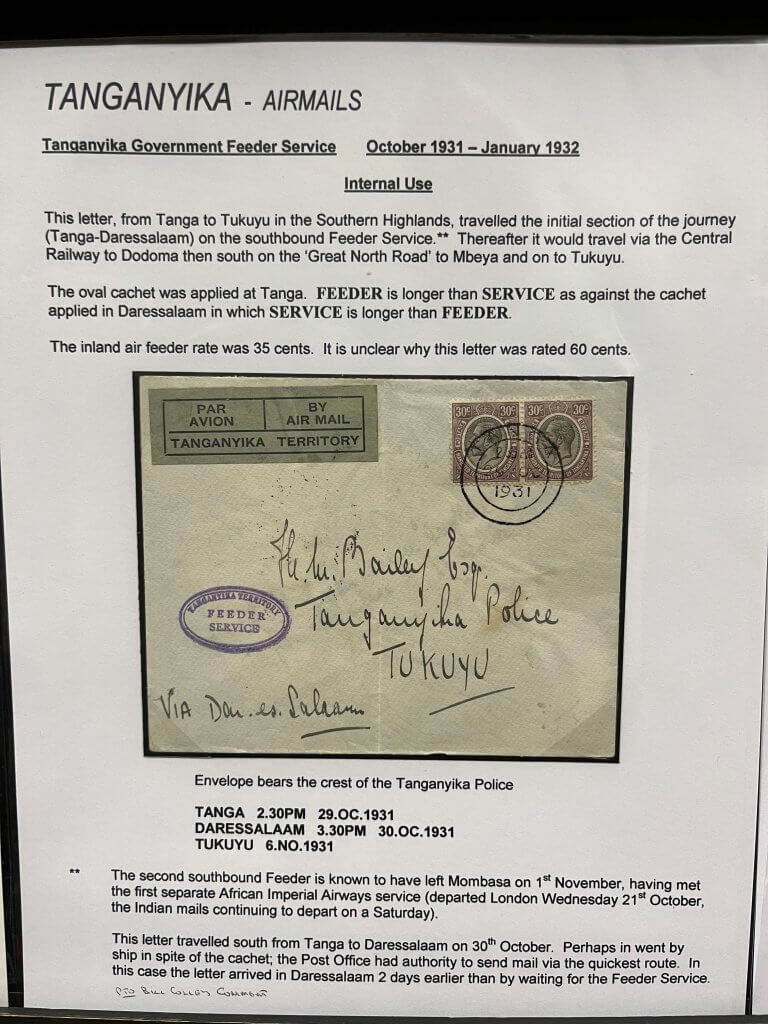 TANGANYIKA - AIRMAILS
Tanganyika Government Feeder Service October 1931 – January 1932
Internal Use
This letter, from Tanga to Tukuyu in the Southern Highlands, travelled the initial section of the journey
(Tanga-Daressalaam) on the southbound Feeder Service.** Thereafter it would travel via the Central
Railway to Dodoma then south on the ‘Great North Road’ to Mbeya and on to Tukuyu.
The oval cachet was applied at Tanga. FEEDER is longer than SERVICE as against the cachet
applied in Daressalaam in which SERVICE is longer than FEEDER.
The inland air feeder rate was 35 cents. It is unclear why this letter was rated 60 cents.
PAR AVION BY AIR MAIL
TANGANYIKA TERRITORY
30c 30c 30c 30c
1931
Bailey Esq.
Tanganyika Police
TUKUYU
TANGANYIKA TERRITORY
FEEDER
SERVICE
VIA Dar.es.Salaam
Envelope bears the crest of the Tanganyika Police
TANGA 2.30PM 29.OC.1931
DARESSALAAM 3.30PM 30.OC.1931
TUKUYU 6.NO.1931
** The second southbound Feeder is known to have left Mombasa on 1st November, having met
the first separate African Imperial Airways service (departed London Wednesday 21st October,
the Indian mails continuing to depart on a Saturday).
This letter travelled south from Tanga to Daressalaam on 30th October. Perhaps in went by
ship in spite of the cachet; the Post Office had authority to send mail via the quickest route. In
this case the letter arrived in Daressalaam 2 days earlier than by waiting for the Feeder Service.
PTO BILL COLLEY COMMENT